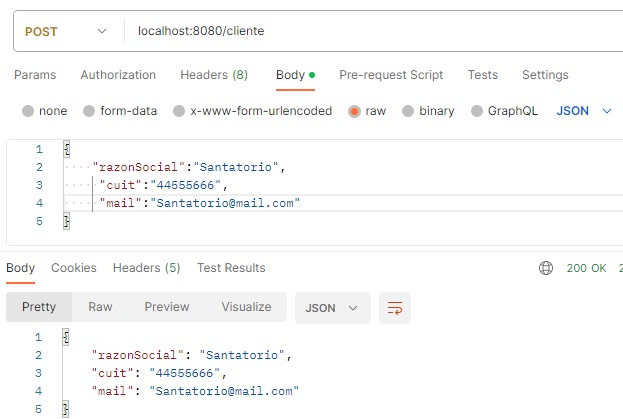 POST localhost:8080/cliente
Params Authorization Headers (8) Body Pre-request Script Tests Settings
none form-data x-www-form-urlencoded raw binary GraphQL JSON
1 {
2 "razonSocial":"Santatorio",
3 "cuit":"44555666",
4 "mail":"Santatorio@mail.com"
5 }
Body Cookies Headers (5) Test Results 200 OK 2
Pretty Raw Preview Visualize JSON
1 {
2 "razonSocial": "Santatorio",
3 "cuit": "44555666",
4 "mail": "Santatorio@mail.com"
5 }